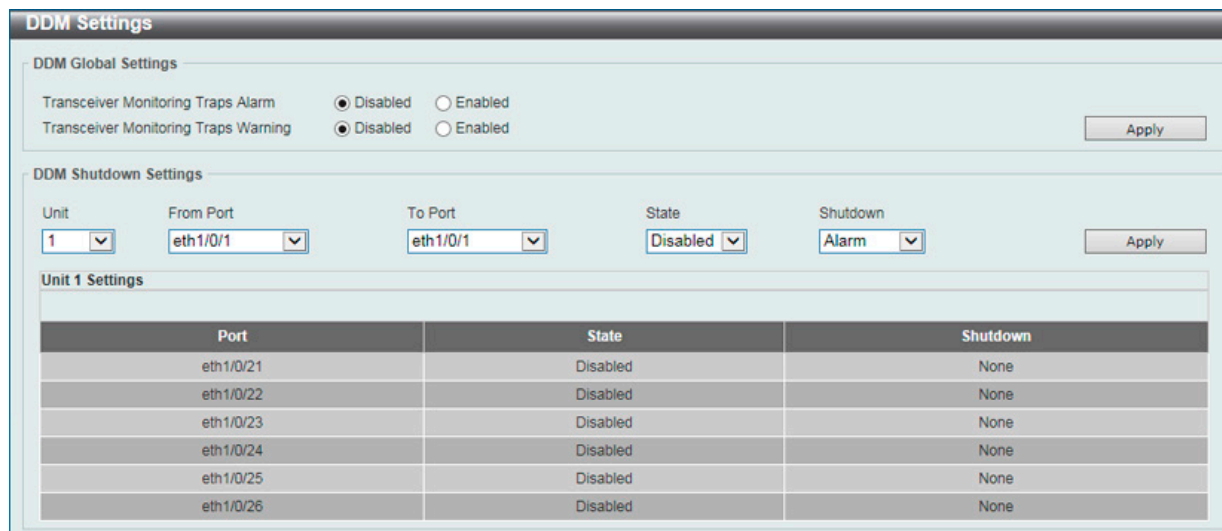 DDM Settings
DDM Global Settings
Transceiver Monitoring Traps Alarm Disabled Enabled
Transceiver Monitoring Traps Warning Disabled Enabled Apply
DDM Shutdown Settings
Unit From Port To Port State Shutdown
1 eth1/0/1 eth1/0/1 Disabled Alarm Apply
Unit 1 Settings
Port State Shutdown
eth1/0/21 Disabled None
eth1/0/22 Disabled None
eth1/0/23 Disabled None
eth1/0/24 Disabled None
eth1/0/25 Disabled None
eth1/0/26 Disabled None